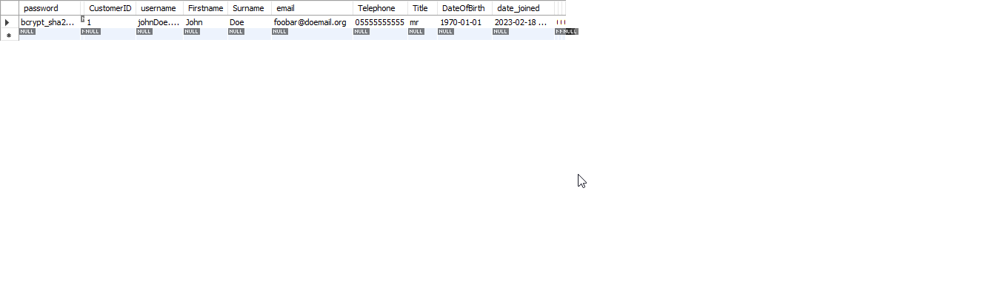 password CustomerID username Firstname Surname email Telephone Title DateOfBirth date_joined
bcrypt_sha2... 1 johnDoe.... John Doe foobar@doemail.org 05555555555 mr 1970-01-01 2023-02-18 ...
NULL NULL NULL NULL NULL NULL NULL NULL NULL NULL NULL